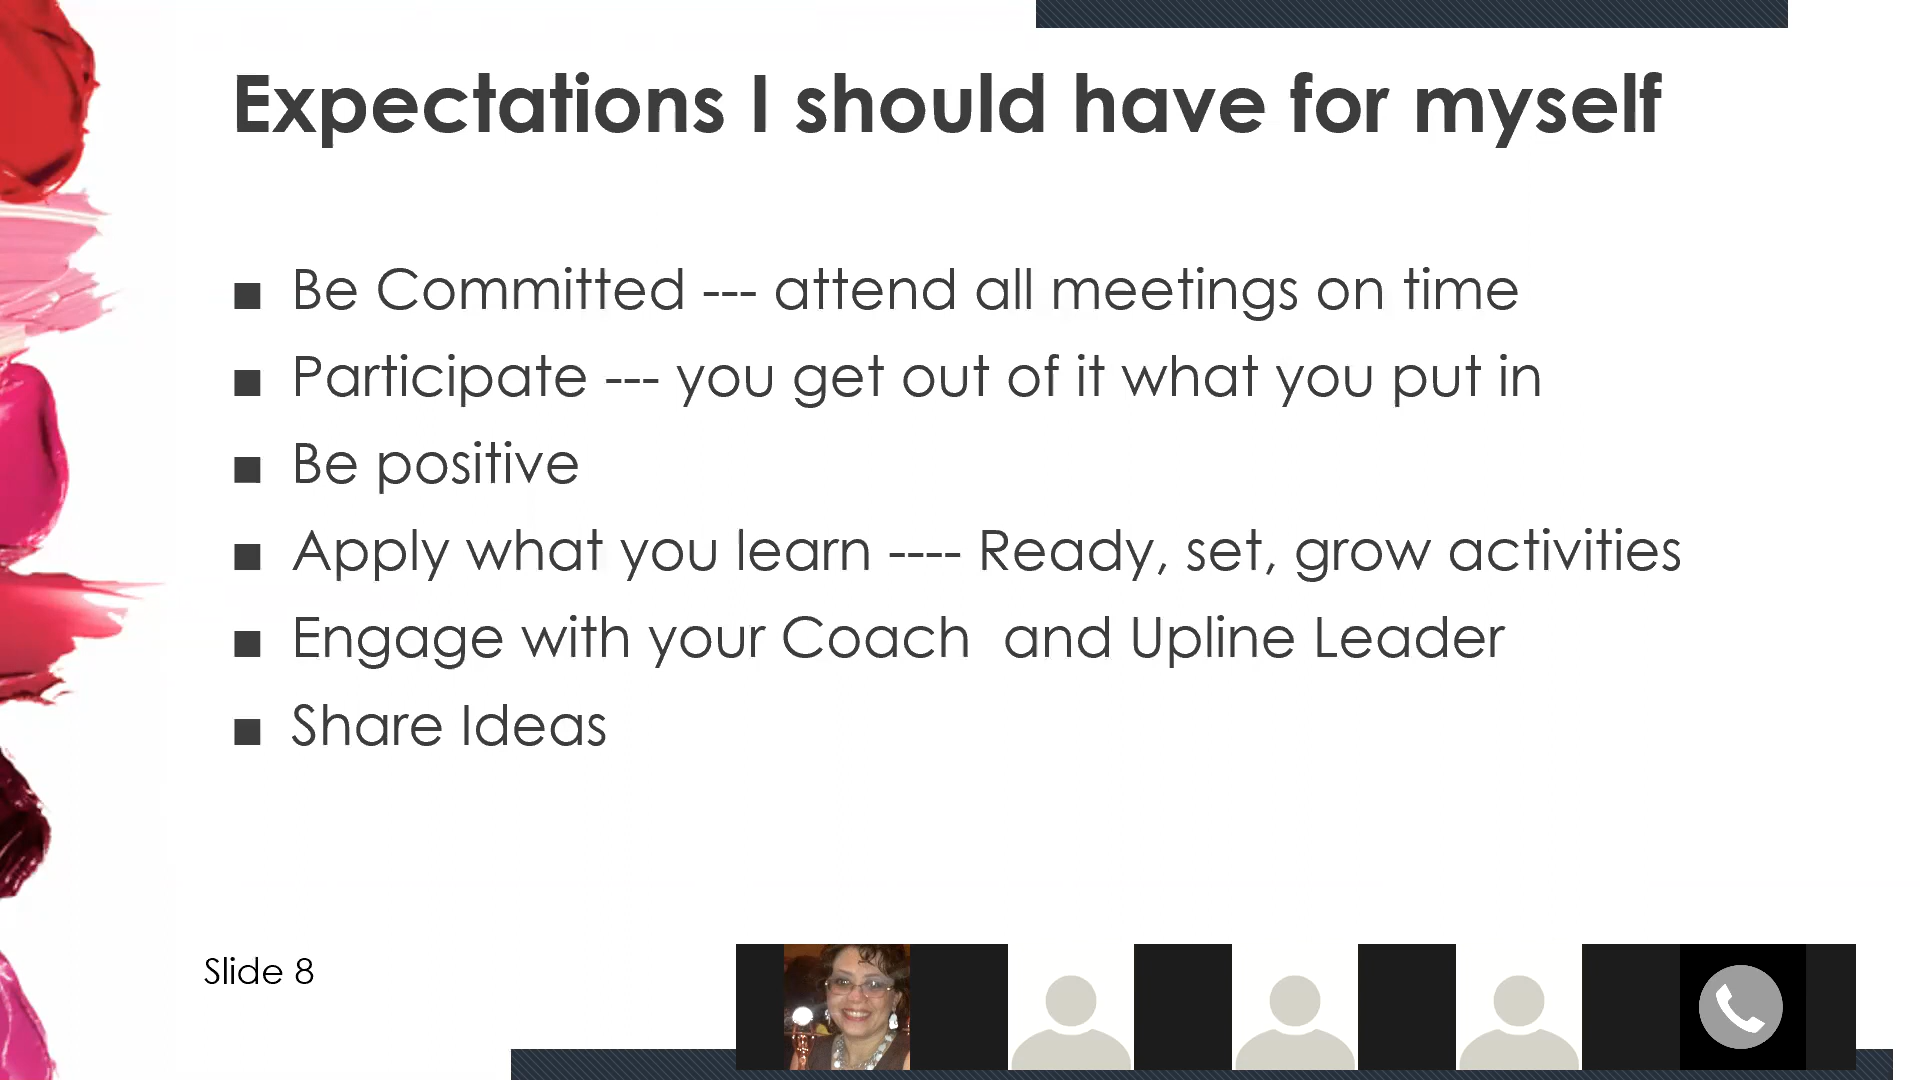 Expectations I should have for myself
■ Be Committed --- attend all meetings on time
■ Participate --- you get out of it what you put in
■ Be positive
■ Apply what you learn ---- Ready, set, grow activities
■ Engage with your Coach  and Upline Leader
■ Share Ideas
Slide 8